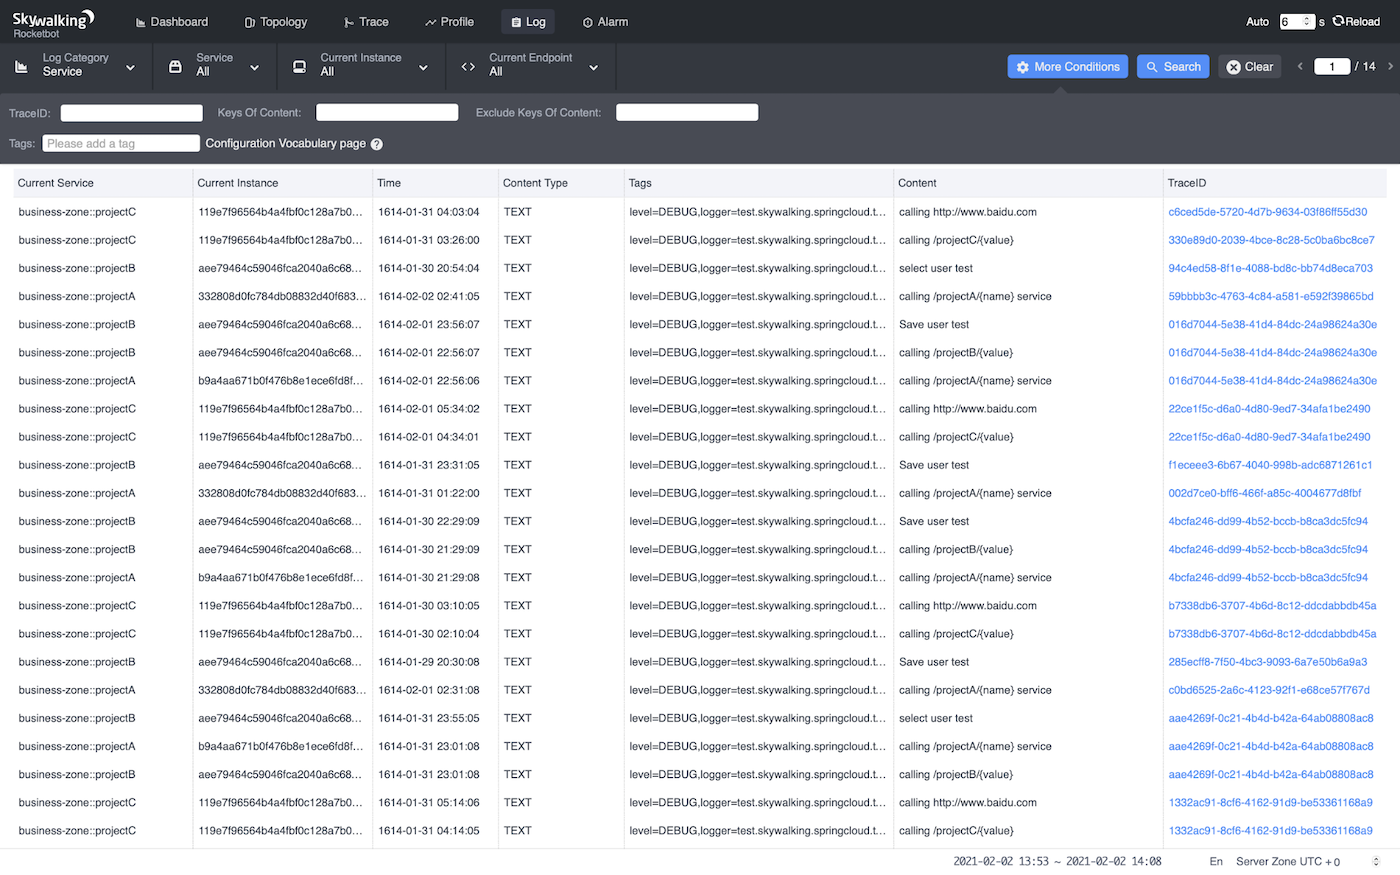 Skywalking
Rocketbot
Dashboard Topology Trace Profile Log Alarm
Auto 6 s Reload
Log Category
Service
Service
All
Current Instance
All
Current Endpoint
All
More Conditions Search Clear 1 / 14
TraceID: Keys Of Content: Exclude Keys Of Content:
Tags: Please add a tag Configuration Vocabulary page ?
Current Service Current Instance Time Content Type Tags Content TraceID
business-zone::projectC 119e7f96564b4a4fbf0c128a7b0... 1614-01-31 04:03:04 TEXT level=DEBUG,logger=test.skywalking.springcloud.t... calling http://www.baidu.com c6ced5de-5720-4d7b-9634-03f86ff55d30
business-zone::projectC 119e7f96564b4a4fbf0c128a7b0... 1614-01-31 03:26:00 TEXT level=DEBUG,logger=test.skywalking.springcloud.t... calling /projectC/{value} 330e89d0-2039-4bce-8c28-5c0ba6bc8ce7
business-zone::projectB aee79464c59046fca2040a6c68... 1614-01-30 20:54:04 TEXT level=DEBUG,logger=test.skywalking.springcloud.t... select user test 94c4ed58-8f1e-4088-bd8c-bb74d8eca703
business-zone::projectA 332808d0fc784db08832d40f683... 1614-02-02 02:41:05 TEXT level=DEBUG,logger=test.skywalking.springcloud.t... calling /projectA/{name} service 59bbbb3c-4763-4c84-a581-e592f39865bd
business-zone::projectB aee79464c59046fca2040a6c68... 1614-02-01 23:56:07 TEXT level=DEBUG,logger=test.skywalking.springcloud.t... Save user test 016d7044-5e38-41d4-84dc-24a98624a30e
business-zone::projectB aee79464c59046fca2040a6c68... 1614-02-01 22:56:07 TEXT level=DEBUG,logger=test.skywalking.springcloud.t... calling /projectB/{value} 016d7044-5e38-41d4-84dc-24a98624a30e
business-zone::projectA b9a4aa671b0f476b8e1ece6fd8f... 1614-02-01 22:56:06 TEXT level=DEBUG,logger=test.skywalking.springcloud.t... calling /projectA/{name} service 016d7044-5e38-41d4-84dc-24a98624a30e
business-zone::projectC 119e7f96564b4a4fbf0c128a7b0... 1614-02-01 05:34:02 TEXT level=DEBUG,logger=test.skywalking.springcloud.t... calling http://www.baidu.com 22ce1f5c-d6a0-4d80-9ed7-34afa1be2490
business-zone::projectC 119e7f96564b4a4fbf0c128a7b0... 1614-02-01 04:34:01 TEXT level=DEBUG,logger=test.skywalking.springcloud.t... calling /projectC/{value} 22ce1f5c-d6a0-4d80-9ed7-34afa1be2490
business-zone::projectB aee79464c59046fca2040a6c68... 1614-01-31 23:31:05 TEXT level=DEBUG,logger=test.skywalking.springcloud.t... Save user test f1eceee3-6b67-4040-998b-adc6871261c1
business-zone::projectA 332808d0fc784db08832d40f683... 1614-01-31 01:22:00 TEXT level=DEBUG,logger=test.skywalking.springcloud.t... calling /projectA/{name} service 002d7ce0-bff6-466f-a85c-4004677d8fbf
business-zone::projectB aee79464c59046fca2040a6c68... 1614-01-30 22:29:09 TEXT level=DEBUG,logger=test.skywalking.springcloud.t... Save user test 4bcfa246-dd99-4b52-bccb-b8ca3dc5fc94
business-zone::projectB aee79464c59046fca2040a6c68... 1614-01-30 21:29:09 TEXT level=DEBUG,logger=test.skywalking.springcloud.t... calling /projectB/{value} 4bcfa246-dd99-4b52-bccb-b8ca3dc5fc94
business-zone::projectA b9a4aa671b0f476b8e1ece6fd8f... 1614-01-30 21:29:08 TEXT level=DEBUG,logger=test.skywalking.springcloud.t... calling /projectA/{name} service 4bcfa246-dd99-4b52-bccb-b8ca3dc5fc94
business-zone::projectC 119e7f96564b4a4fbf0c128a7b0... 1614-01-30 03:10:05 TEXT level=DEBUG,logger=test.skywalking.springcloud.t... calling http://www.baidu.com b7338db6-3707-4b6d-8c12-ddcdabbdb45a
business-zone::projectC 119e7f96564b4a4fbf0c128a7b0... 1614-01-30 02:10:04 TEXT level=DEBUG,logger=test.skywalking.springcloud.t... calling /projectC/{value} b7338db6-3707-4b6d-8c12-ddcdabbdb45a
business-zone::projectB aee79464c59046fca2040a6c68... 1614-01-29 20:30:08 TEXT level=DEBUG,logger=test.skywalking.springcloud.t... Save user test 285ecff8-7f50-4bc3-9093-6a7e50b6a9a3
business-zone::projectA 332808d0fc784db08832d40f683... 1614-02-01 02:31:08 TEXT level=DEBUG,logger=test.skywalking.springcloud.t... calling /projectA/{name} service c0bd6525-2a6c-4123-92f1-e68ce57f767d
business-zone::projectB aee79464c59046fca2040a6c68... 1614-01-31 23:55:05 TEXT level=DEBUG,logger=test.skywalking.springcloud.t... select user test aae4269f-0c21-4b4d-b42a-64ab08808ac8
business-zone::projectA b9a4aa671b0f476b8e1ece6fd8f... 1614-01-31 23:01:08 TEXT level=DEBUG,logger=test.skywalking.springcloud.t... calling /projectA/{name} service aae4269f-0c21-4b4d-b42a-64ab08808ac8
business-zone::projectB aee79464c59046fca2040a6c68... 1614-01-31 23:01:08 TEXT level=DEBUG,logger=test.skywalking.springcloud.t... calling /projectB/{value} aae4269f-0c21-4b4d-b42a-64ab08808ac8
business-zone::projectC 119e7f96564b4a4fbf0c128a7b0... 1614-01-31 05:14:06 TEXT level=DEBUG,logger=test.skywalking.springcloud.t... calling http://www.baidu.com 1332ac91-8cf6-4162-91d9-be53361168a9
business-zone::projectC 119e7f96564b4a4fbf0c128a7b0... 1614-01-31 04:14:05 TEXT level=DEBUG,logger=test.skywalking.springcloud.t... calling /projectC/{value} 1332ac91-8cf6-4162-91d9-be53361168a9
2021-02-02 13:53 ~ 2021-02-02 14:08 En Server Zone UTC + 0